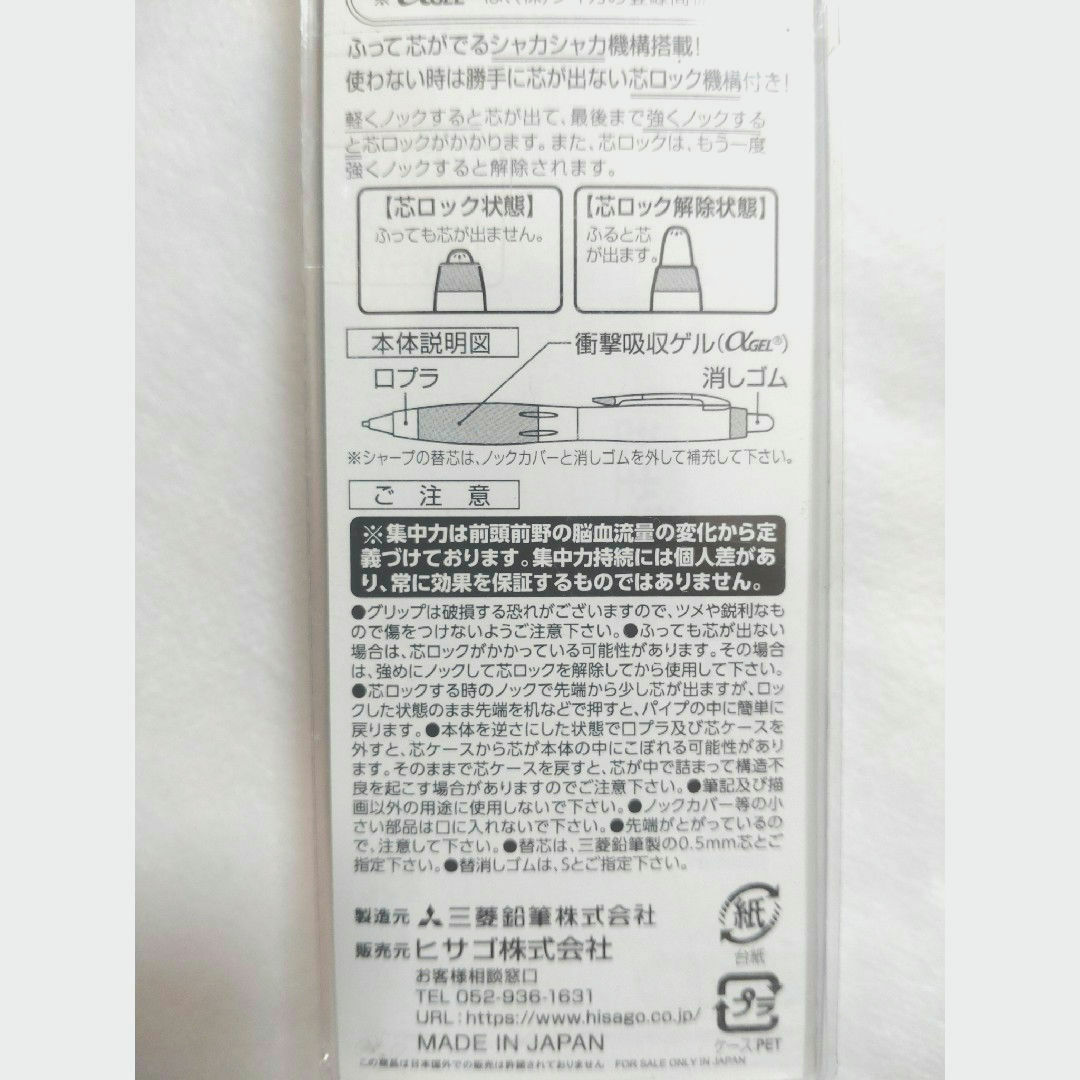 ふって芯がでるシャカシャカ機構搭載!
使わない時は勝手に芯が出ない芯ロック機構付き!
軽くノックすると芯が出て、最後まで強くノックする
と芯ロックがかかります。また、芯ロックは、もう一度
強くノックすると解除されます。
【芯ロック状態】
ふっても芯が出ません。
【芯ロック解除状態】
ふると芯
が出ます。
本体説明図
衝撃吸収ゲル(αGEL®)
口プラ
消しゴム
※シャープの替芯は、ノックカバーと消しゴムを外して補充して下さい。
ご注意
※集中力は前頭前野の脳血流量の変化から定
義づけております。集中力持続には個人差があ
り、常に効果を保証するものではありません。
●グリップは破損する恐れがございますので、ツメや鋭利なも
ので傷をつけないようご注意下さい。●ふっても芯が出ない
場合は、芯ロックがかかっている可能性があります。その場合
は、強めにノックして芯ロックを解除してから使用して下さい。
●芯ロックする時のノックで先端から少し芯が出ますが、ロッ
クした状態のまま先端を机などで押すと、パイプの中に簡単に
戻ります。●本体を逆さにした状態で口プラ及び芯ケースを
外すと、芯ケースから芯が本体の中にこぼれる可能性があり
ます。そのままで芯ケースを戻すと、芯が中で詰まって構造不
良を起こす場合がありますのでご注意下さい。●筆記及び描
画以外の用途に使用しないで下さい。●ノックカバー等の小
さい部品は口に入れないで下さい。●先端がとがっているの
で、注意して下さい。●替芯は、三菱鉛筆製の0.5mm芯とご
指定下さい。●替消しゴムは、Sとご指定下さい。
製造元 三菱鉛筆株式会社
販売元 ヒサゴ株式会社
お客様相談窓口
TEL 052-936-1631
URL:https://www.hisago.co.jp/
MADE IN JAPAN
この商品は日本国外での販売は許諾されておりません FOR SALE ONLY IN JAPAN
紙
台紙
プラ
ケースPET